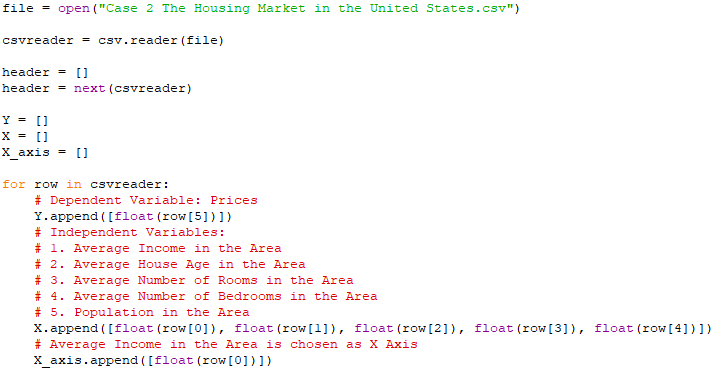 file = open("Case 2 The Housing Market in the United States.csv")
csvreader = csv.reader(file)
header = []
header = next(csvreader)
Y = []
X = []
X_axis = []
for row in csvreader:
    # Dependent Variable: Prices
    Y.append([float(row[5])])
    # Independent Variables:
    # 1. Average Income in the Area
    # 2. Average House Age in the Area
    # 3. Average Number of Rooms in the Area
    # 4. Average Number of Bedrooms in the Area
    # 5. Population in the Area
    X.append([float(row[0]), float(row[1]), float(row[2]), float(row[3]), float(row[4])])
    # Average Income in the Area is chosen as X Axis
    X_axis.append([float(row[0])])